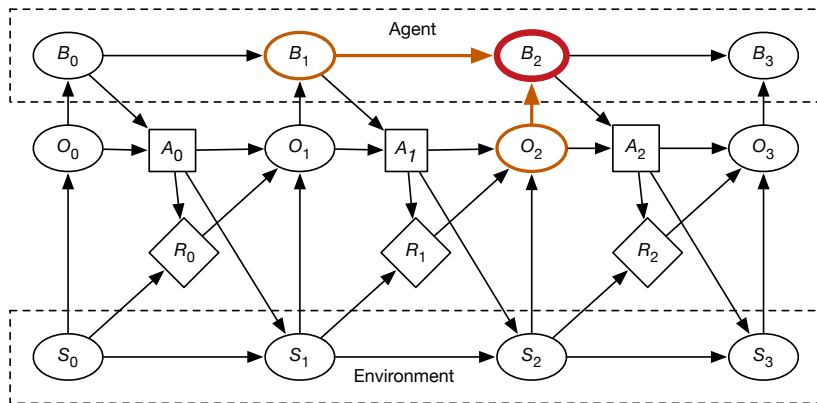 Agent
B0 B1 B2 B3
O0 A0 O1 A1 O2 A2 O3
R0 R1 R2
S0 S1 S2 S3
Environment